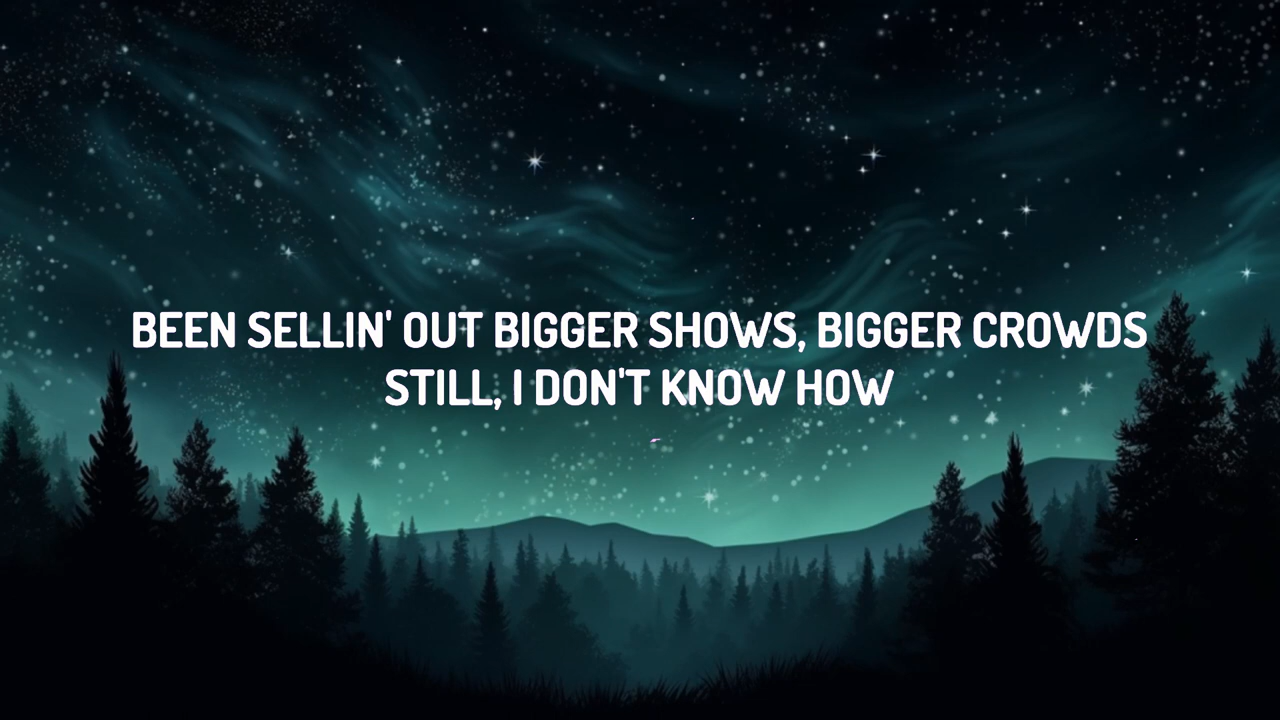 BEEN SELLIN' OUT BIGGER SHOWS, BIGGER CROWDS
STILL, I DON'T KNOW HOW